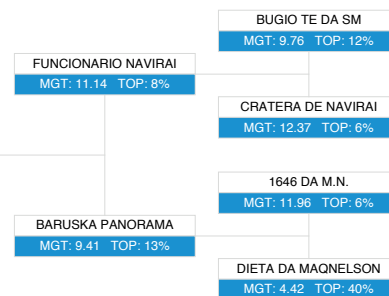 BUGIO TE DA SM
MGT: 9.76 TOP: 12%
FUNCIONARIO NAVIRAI
MGT: 11.14 TOP: 8%
CRATERA DE NAVIRAI
MGT: 12.37 TOP: 6%
1646 DA M.N.
MGT: 11.96 TOP: 6%
BARUSKA PANORAMA
MGT: 9.41 TOP: 13%
DIETA DA MAQNELSON
MGT: 4.42 TOP: 40%